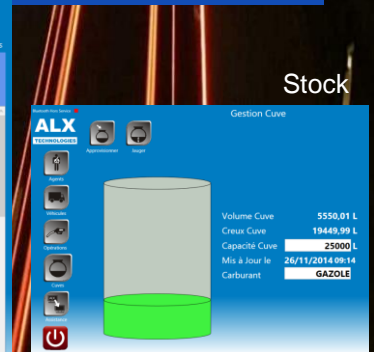 Stock
Gestion Cuve
ALX
TECHNOLOGIES
Approvisionner
Jauger
Agents
Véhicules
Opérations
Cuves
Assistance
Volume Cuve 5550,01 L
Creux Cuve 19449,99 L
Capacité Cuve 25000 L
Mis à Jour le 26/11/2014 09:14
Carburant GAZOLE